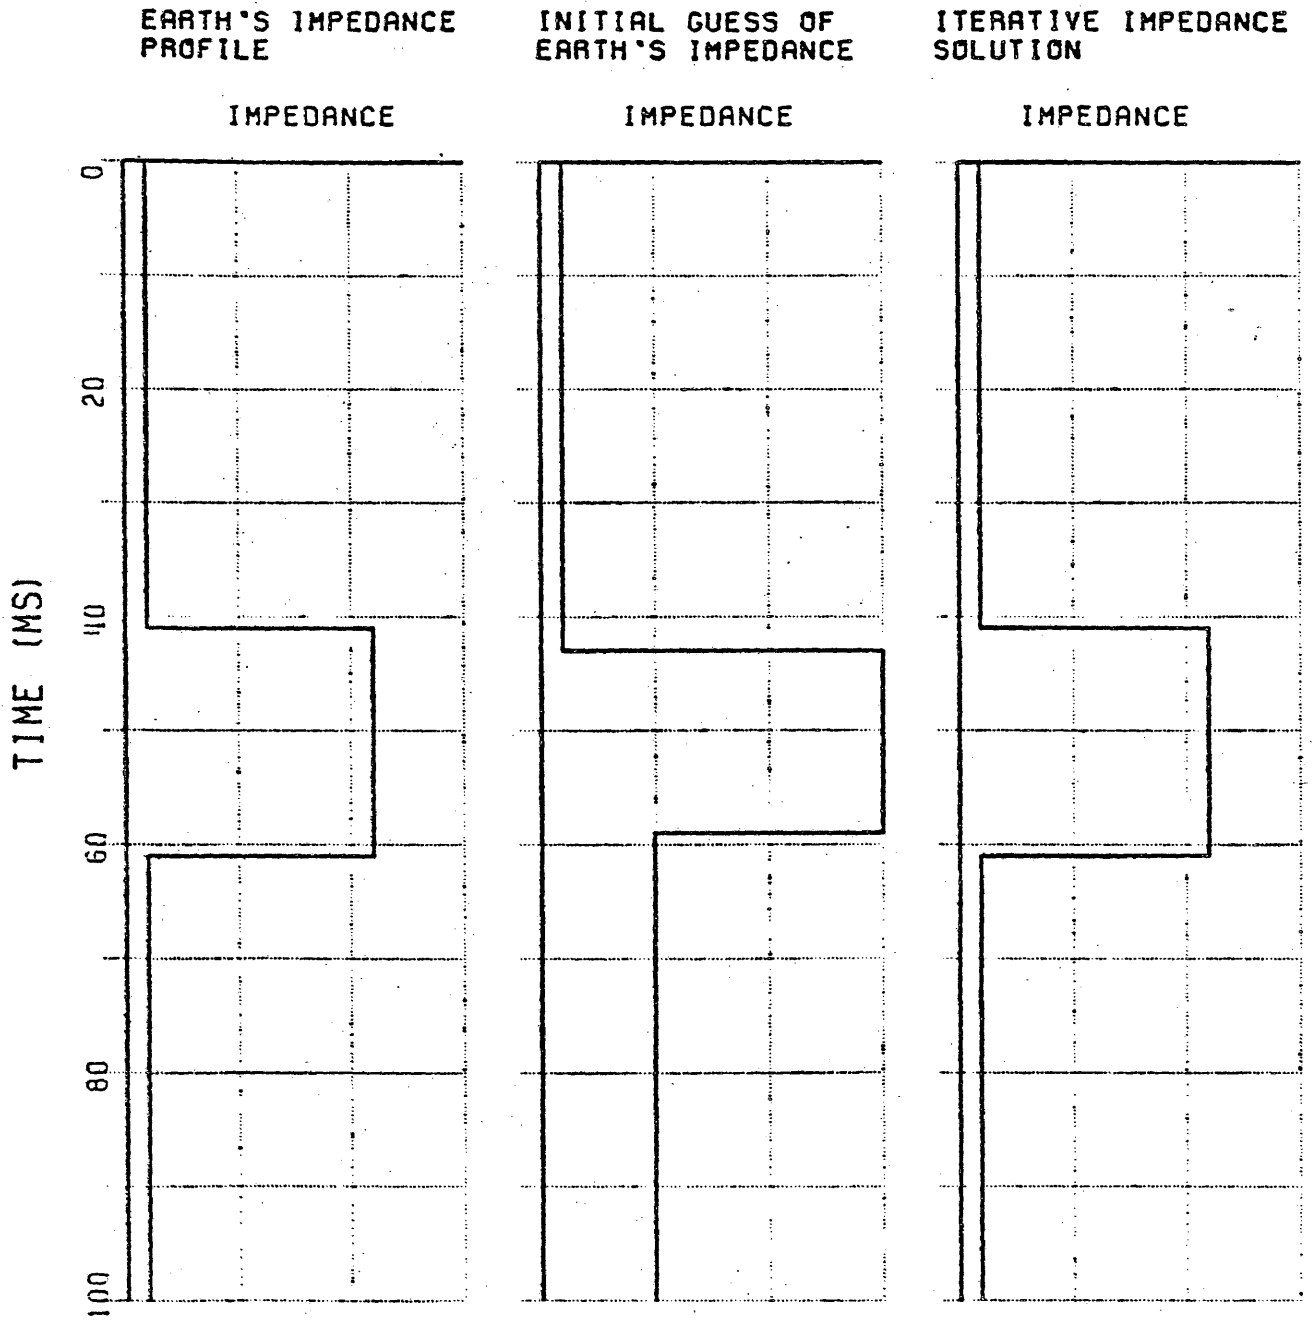 EARTH'S IMPEDANCE
PROFILE
INITIAL GUESS OF
EARTH'S IMPEDANCE
ITERATIVE IMPEDANCE
SOLUTION
IMPEDANCE
IMPEDANCE
IMPEDANCE
TIME (MS)
0
20
40
60
80
100